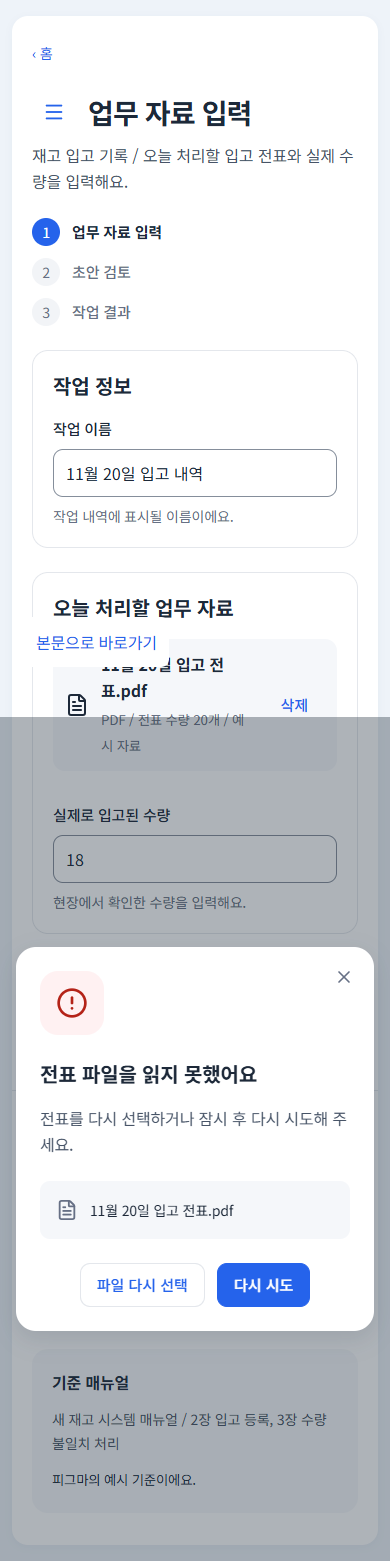 ‹ 홈
업무 자료 입력
재고 입고 기록 / 오늘 처리할 입고 전표와 실제 수
량을 입력해요.
1 업무 자료 입력
2 초안 검토
3 작업 결과
작업 정보
작업 이름
11월 20일 입고 내역
작업 내역에 표시될 이름이에요.
오늘 처리할 업무 자료
본문으로 바로가기
11월 20일 입고 전
표.pdf
PDF / 전표 수량 20개 / 예
시 자료
삭제
실제로 입고된 수량
18
현장에서 확인한 수량을 입력해요.
전표 파일을 읽지 못했어요
전표를 다시 선택하거나 잠시 후 다시 시도해 주
세요.
11월 20일 입고 전표.pdf
파일 다시 선택
다시 시도
기준 매뉴얼
새 재고 시스템 매뉴얼 / 2장 입고 등록, 3장 수량
불일치 처리
피그마의 예시 기준이에요.